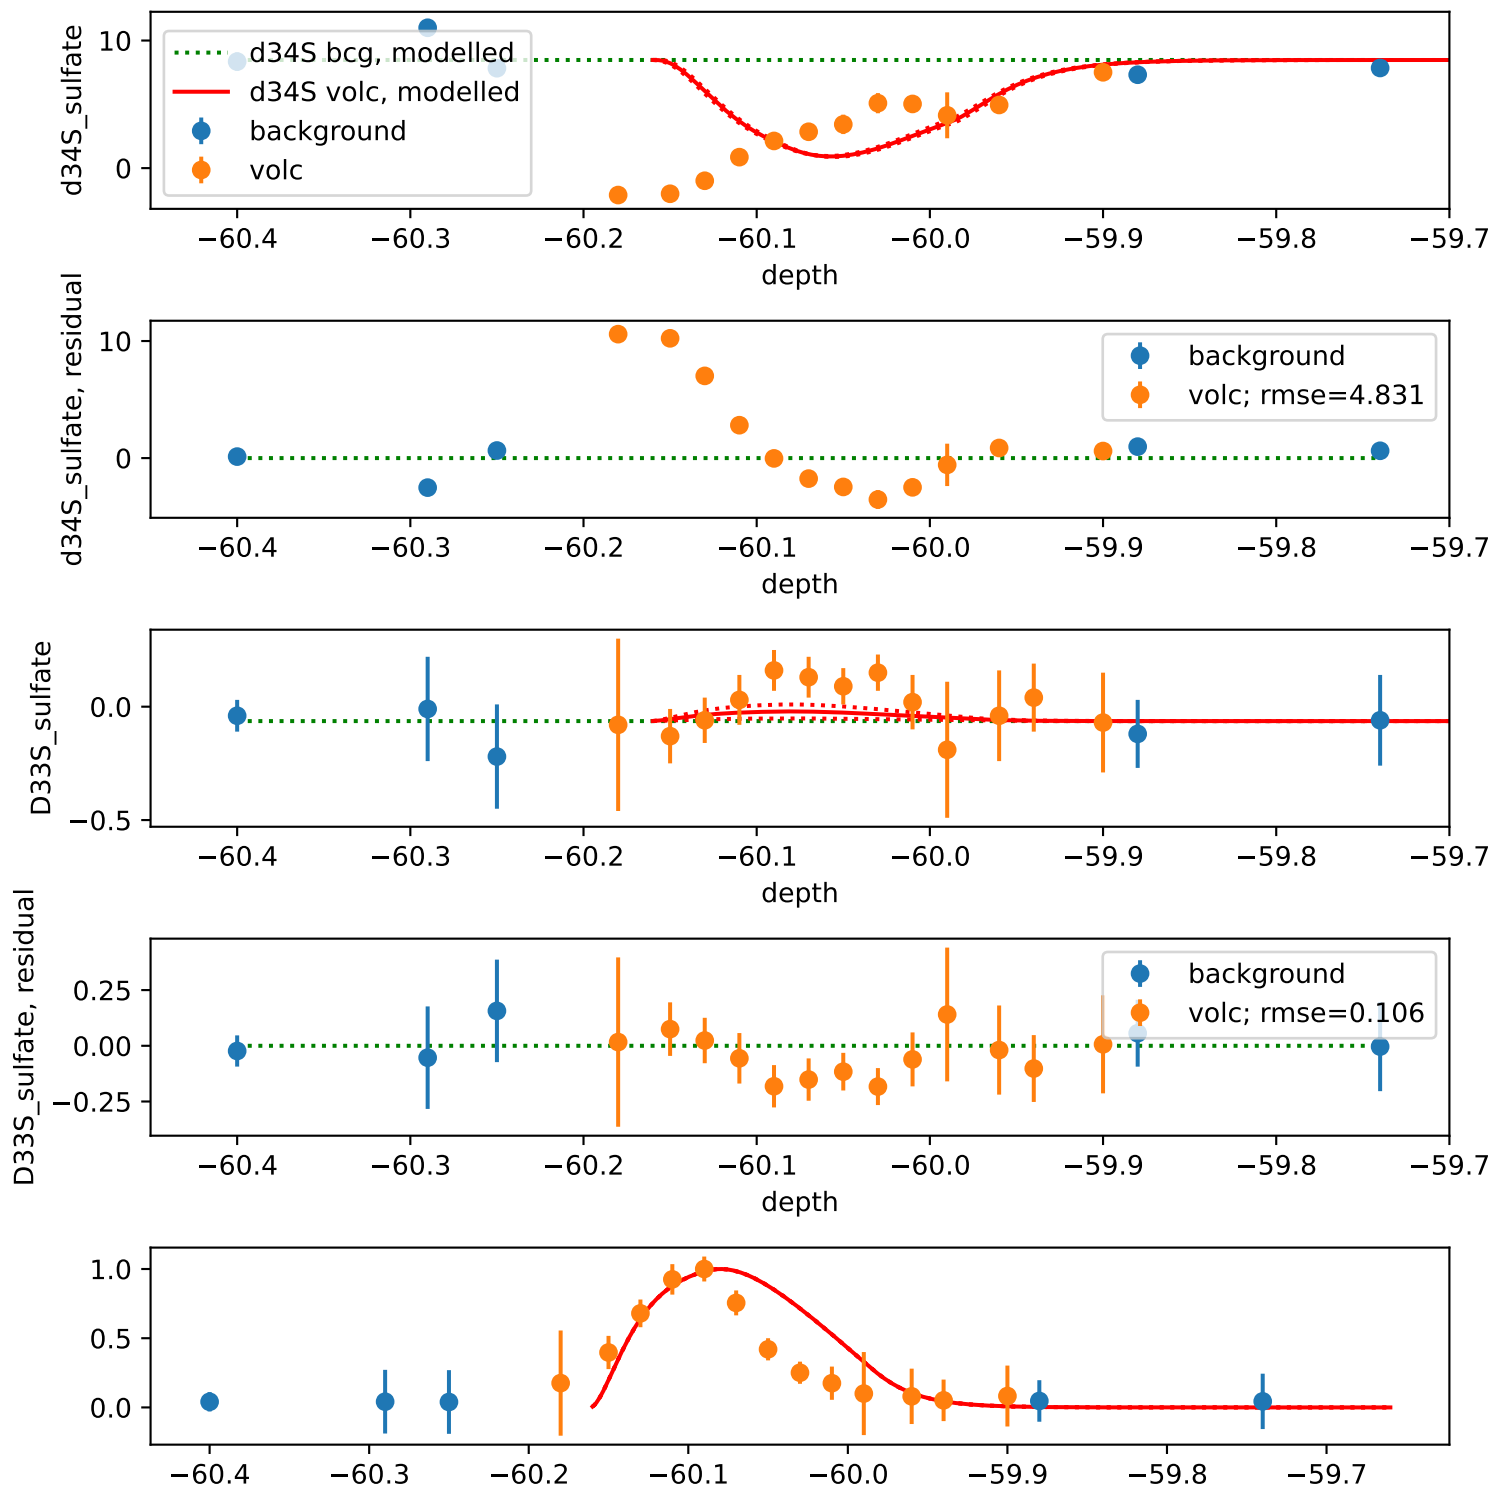 d34S_sulfate
10
0
d34S bcg, modelled
d34S volc, modelled
background
volc
−60.4 −60.3 −60.2 −60.1 −60.0 −59.9 −59.8 −59.7
depth
d34S_sulfate, residual
10
0
background
volc; rmse=4.831
−60.4 −60.3 −60.2 −60.1 −60.0 −59.9 −59.8 −59.7
depth
D33S_sulfate
0.0
−0.5
−60.4 −60.3 −60.2 −60.1 −60.0 −59.9 −59.8 −59.7
depth
D33S_sulfate, residual
0.25
0.00
−0.25
background
volc; rmse=0.106
−60.4 −60.3 −60.2 −60.1 −60.0 −59.9 −59.8 −59.7
depth
1.0
0.5
0.0
−60.4 −60.3 −60.2 −60.1 −60.0 −59.9 −59.8 −59.7